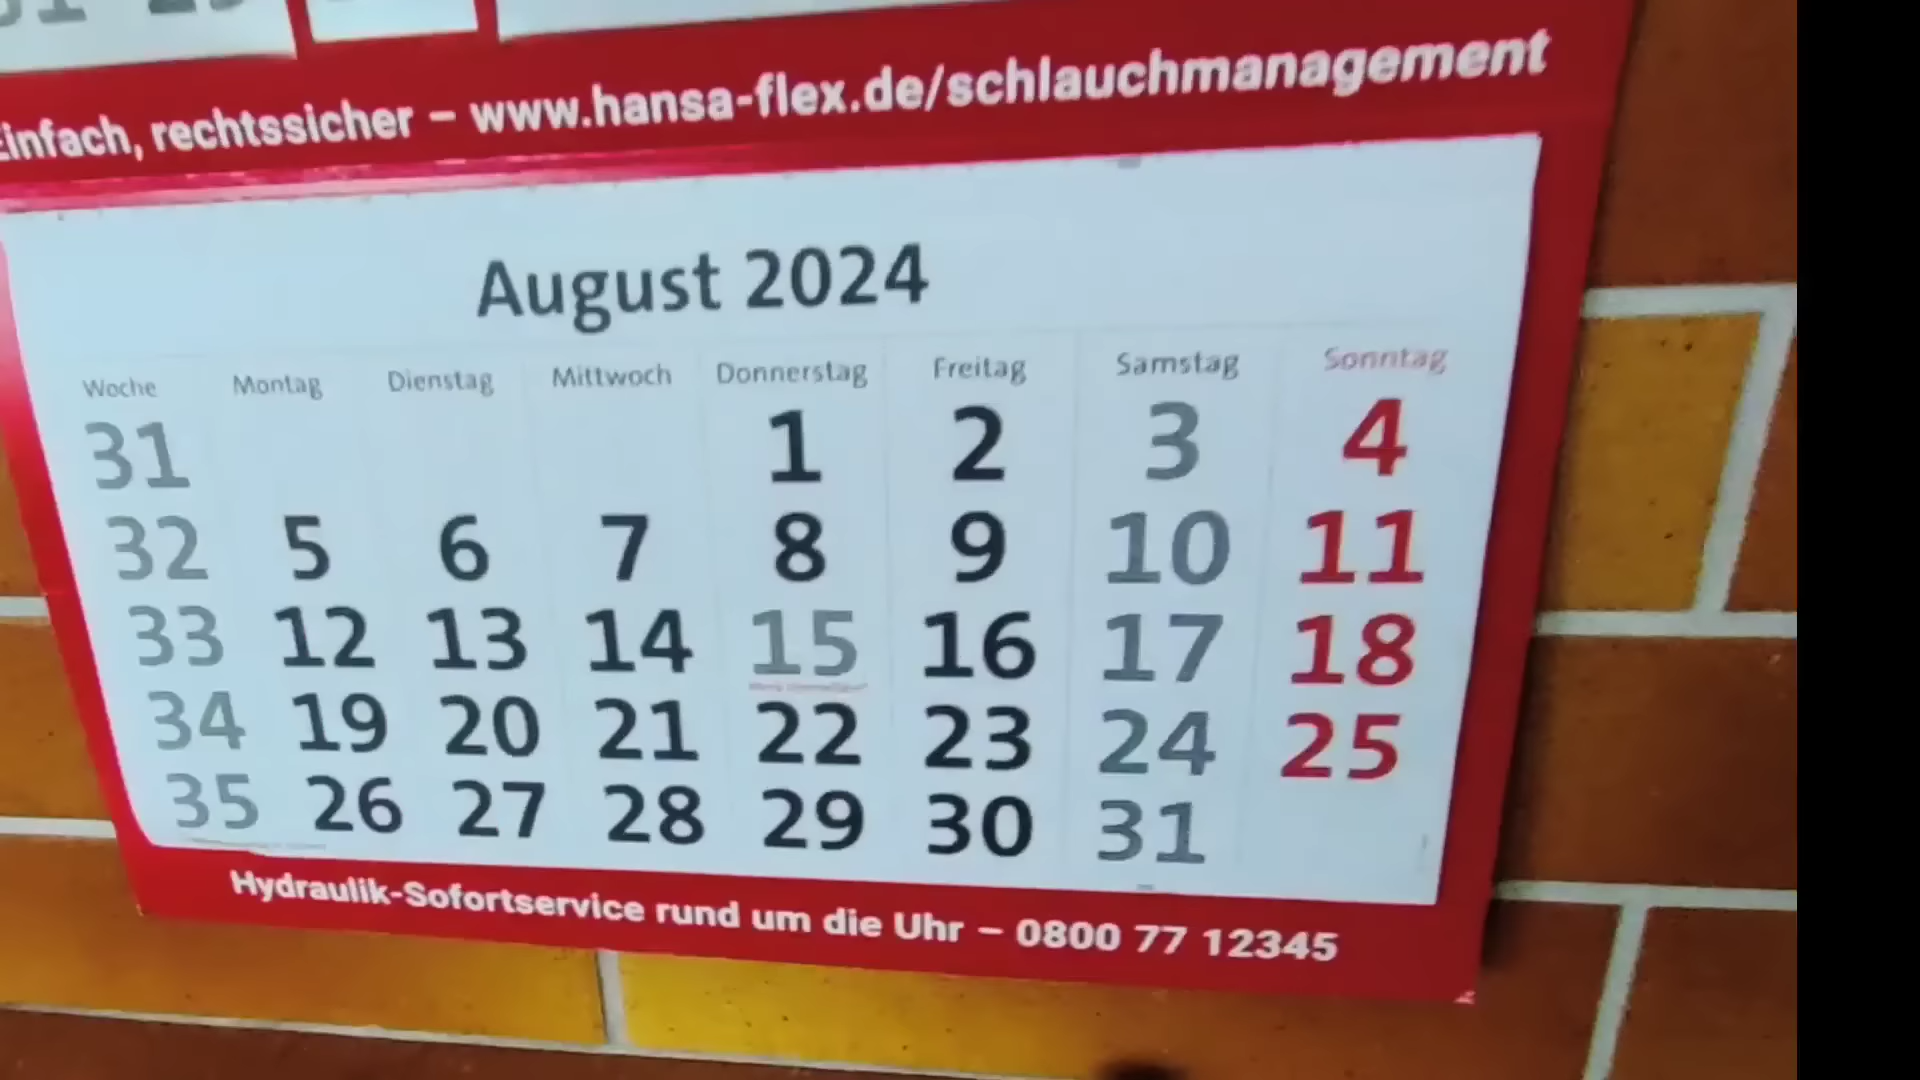 Einfach, rechtssicher – www.hansa-flex.de/schlauchmanagement
August 2024
Woche Montag Dienstag Mittwoch Donnerstag Freitag Samstag Sonntag
31 1 2 3 4
32 5 6 7 8 9 10 11
33 12 13 14 15 16 17 18
34 19 20 21 22 23 24 25
35 26 27 28 29 30 31
Hydraulik-Sofortservice rund um die Uhr – 0800 77 12345